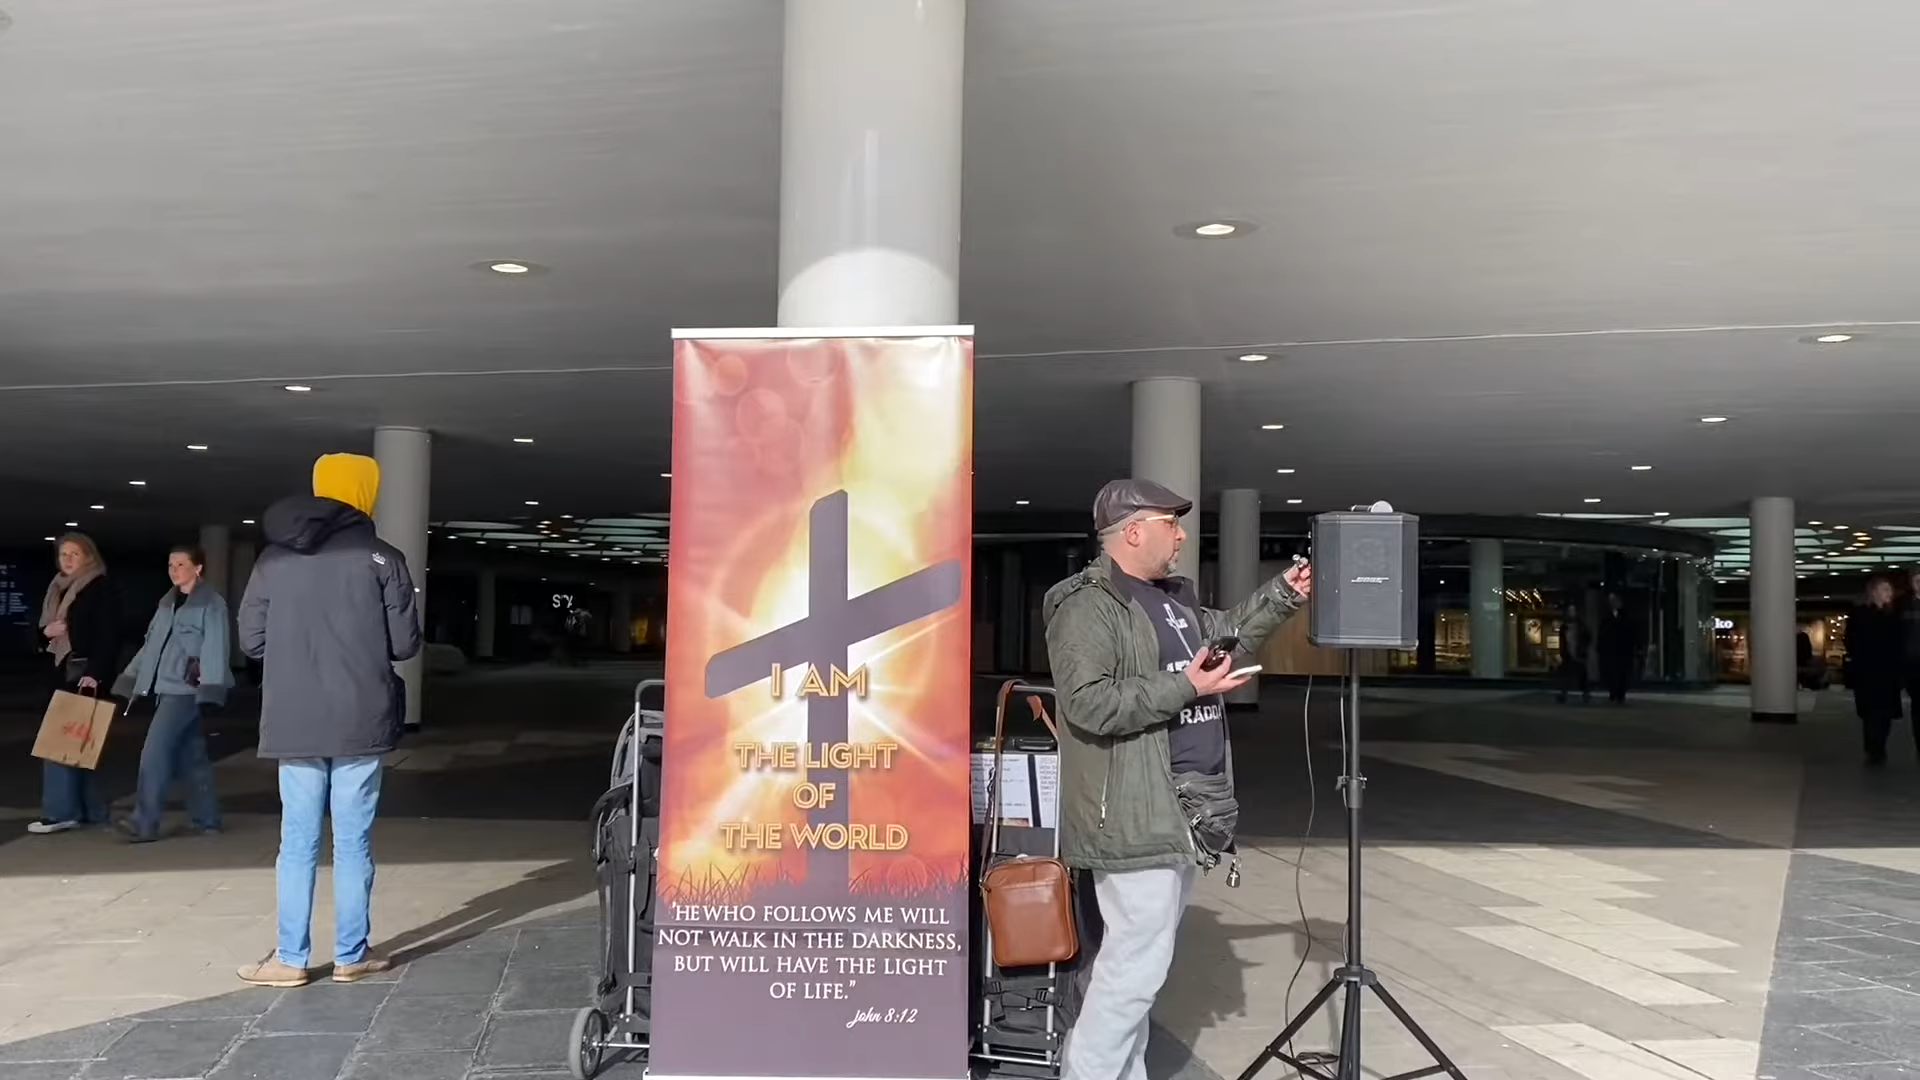 I AM
THE LIGHT
OF
THE WORLD
"HE WHO FOLLOWS ME WILL
NOT WALK IN THE DARKNESS,
BUT WILL HAVE THE LIGHT
OF LIFE."
John 8:12
RÄDDA